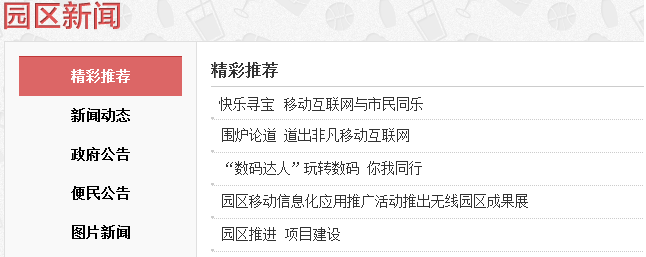 园区新闻
精彩推荐
新闻动态
政府公告
便民公告
图片新闻
精彩推荐
快乐寻宝 移动互联网与市民同乐
围炉论道 道出非凡移动互联网
“数码达人”玩转数码 你我同行
园区移动信息化应用推广活动推出无线园区成果展
园区推进 项目建设